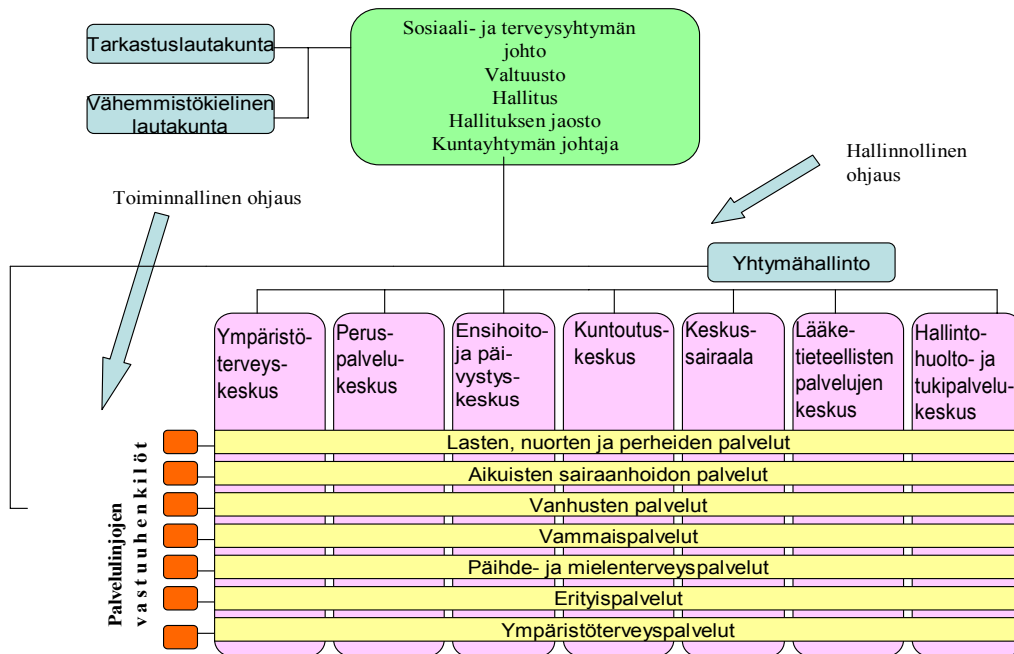 Tarkastuslautakunta
Vähemmistökielinen
lautakunta
Sosiaali- ja terveysyhtymän
johto
Valtuusto
Hallitus
Hallituksen jaosto
Kuntayhtymän johtaja
Hallinnollinen
ohjaus
Toiminnallinen ohjaus
Yhtymähallinto
Ympäristö-
terveys-
keskus
Perus-
palvelu-
keskus
Ensihoito-
ja päi-
vystys-
keskus
Kuntoutus-
keskus
Keskus-
sairaala
Lääke-
tieteellisten
palvelujen
keskus
Hallinto-
huolto- ja
tukipalvelu-
keskus
Palvelulinjojen
vastuuhenkilöt
Lasten, nuorten ja perheiden palvelut
Aikuisten sairaanhoidon palvelut
Vanhusten palvelut
Vammaispalvelut
Päihde- ja mielenterveyspalvelut
Erityispalvelut
Ympäristöterveyspalvelut